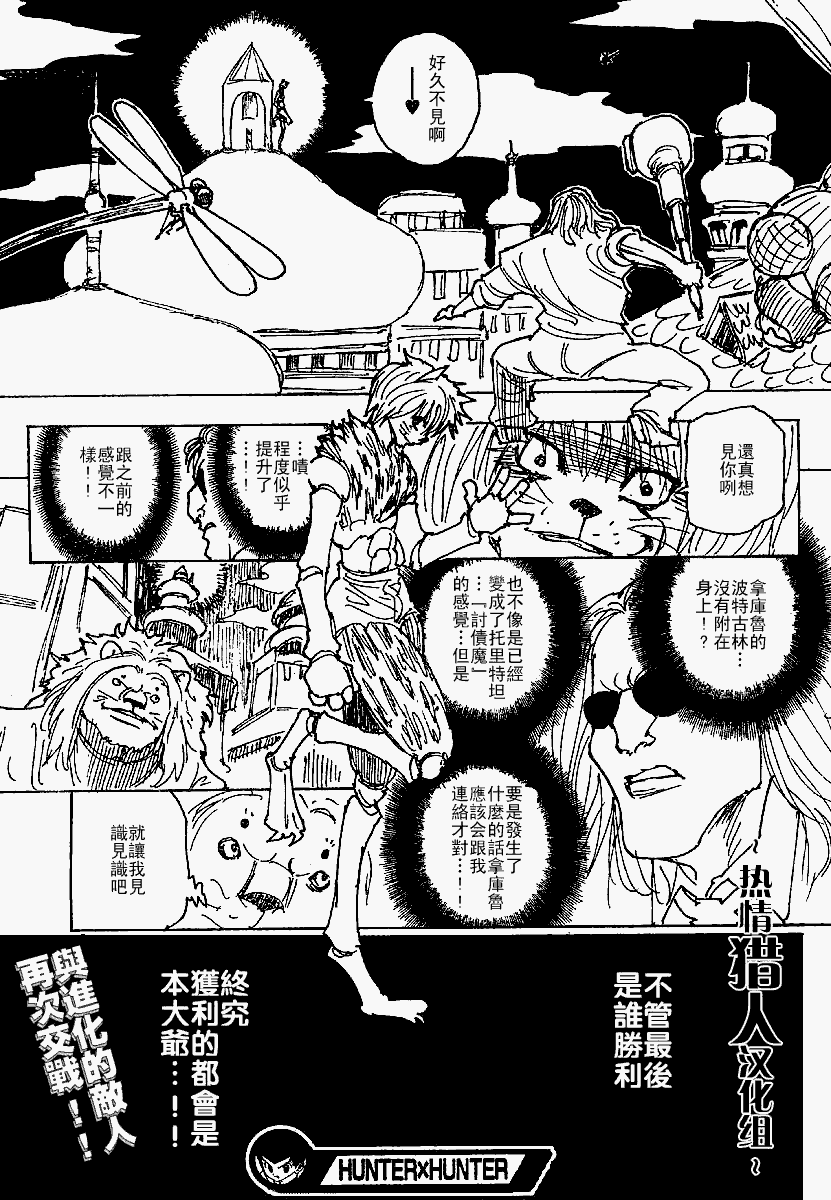 好久不見啊
——♥
還真想
見你咧
…嘖
程度似乎
提升了
…！
跟之前的
感覺不一
樣！！
拿庫魯的
波特古林…
沒有附在
身上！？
也不像是已經
變成了托里特坦
…「討債魔」
的感覺…但是
要是發生了
什麼的話拿庫魯
應該会跟我
連絡才對…！！
就讓我見
識見識吧
不管最後
是誰勝利
終究
獲利的都會是
本大爺…！！
與進化的敵人
再次交戰！！
～热情猎人汉化组～
HUNTER×HUNTER